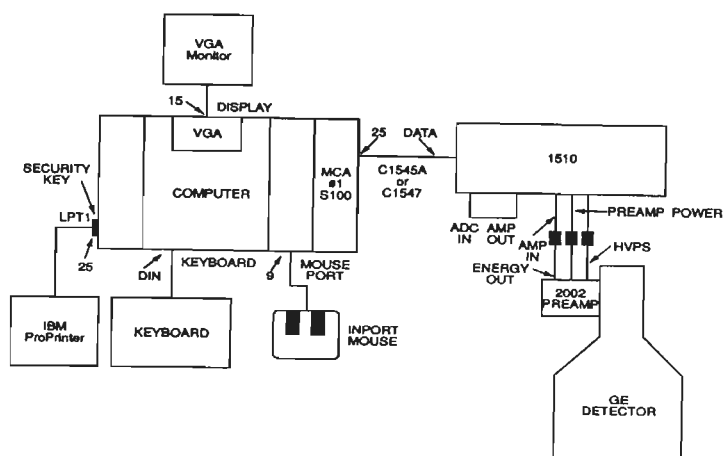 VGA
Monitor
15
DISPLAY
VGA
25
DATA
SECURITY
KEY
LPT1
25
COMPUTER
MCA
#1
S100
C1545A
or
C1547
1510
ADC
IN
AMP
OUT
AMP
IN
PREAMP POWER
HVPS
ENERGY
OUT
2002
PREAMP
DIN
KEYBOARD
9
MOUSE
PORT
IBM
ProPrinter
KEYBOARD
INPORT
MOUSE
GE
DETECTOR